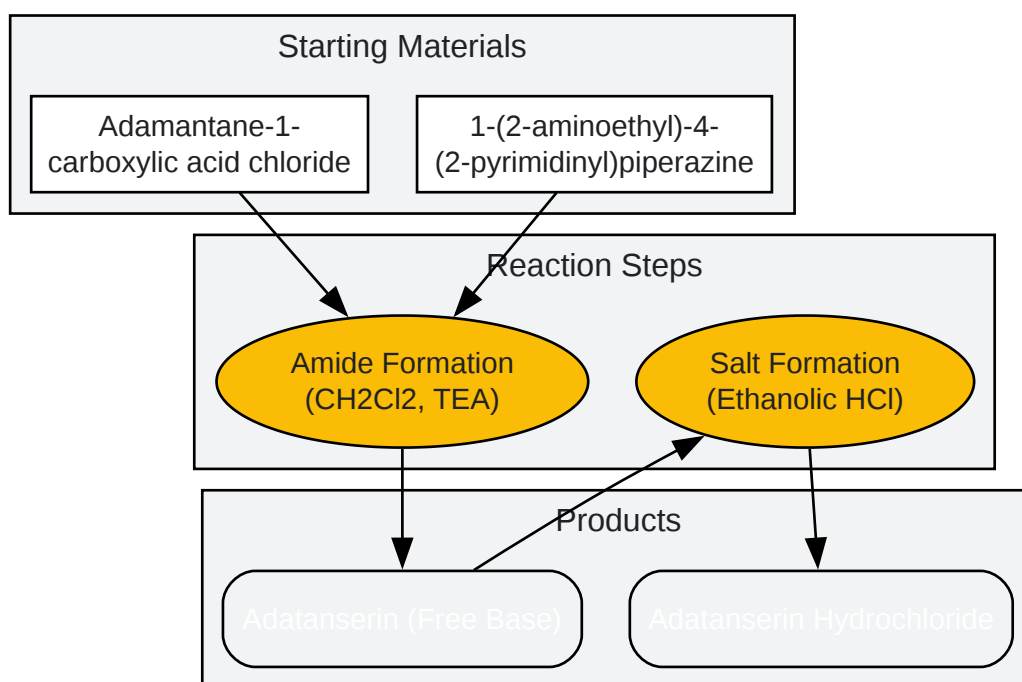 Starting Materials
Adamantane-1-
carboxylic acid chloride
1-(2-aminoethyl)-4-
(2-pyrimidinyl)piperazine
Reaction Steps
Amide Formation
(CH2Cl2, TEA)
Salt Formation
(Ethanolic HCl)
Products
Adatanserin (Free Base)
Adatanserin Hydrochloride